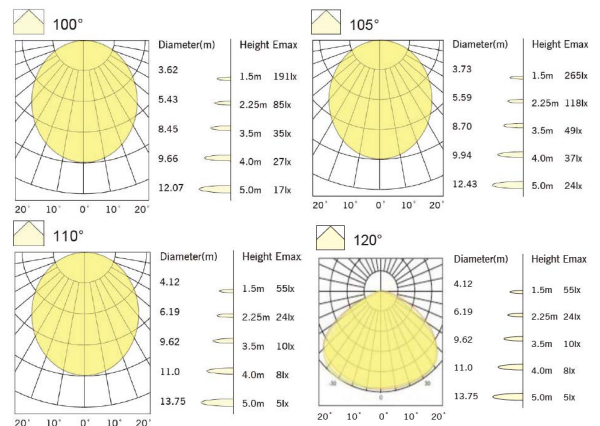 100°
Diameter(m) Height Emax
3.62 1.5m 191lx
5.43 2.25m 85lx
8.45 3.5m 35lx
9.66 4.0m 27lx
12.07 5.0m 17lx
20° 10° 0° 10° 20°
105°
Diameter(m) Height Emax
3.73 1.5m 265lx
5.59 2.25m 118lx
8.70 3.5m 49lx
9.94 4.0m 37lx
12.43 5.0m 24lx
20° 10° 0° 10° 20°
110°
Diameter(m) Height Emax
4.12 1.5m 55lx
6.19 2.25m 24lx
9.62 3.5m 10lx
11.0 4.0m 8lx
13.75 5.0m 5lx
20° 10° 0° 10° 20°
120°
Diameter(m) Height Emax
4.12 1.5m 55lx
6.19 2.25m 24lx
9.62 3.5m 10lx
11.0 4.0m 8lx
13.75 5.0m 5lx
-30 0 30
20° 10° 0° 10° 20°